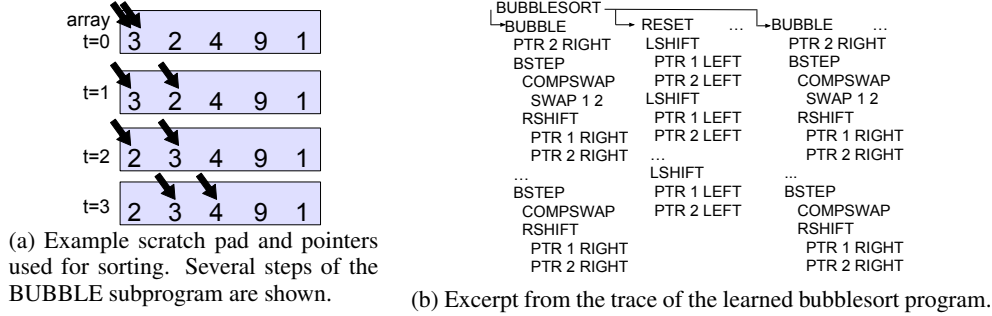 array
t=0 3 2 4 9 1
t=1 3 2 4 9 1
t=2 2 3 4 9 1
t=3 2 3 4 9 1
(a) Example scratch pad and pointers
used for sorting. Several steps of the
BUBBLE subprogram are shown.
BUBBLESORT
BUBBLE
PTR 2 RIGHT
BSTEP
COMPSWAP
SWAP 1 2
RSHIFT
PTR 1 RIGHT
PTR 2 RIGHT
...
BSTEP
COMPSWAP
RSHIFT
PTR 1 RIGHT
PTR 2 RIGHT
RESET ...
LSHIFT
PTR 1 LEFT
PTR 2 LEFT
LSHIFT
PTR 1 LEFT
PTR 2 LEFT
...
LSHIFT
PTR 1 LEFT
PTR 2 LEFT
BUBBLE ...
PTR 2 RIGHT
BSTEP
COMPSWAP
SWAP 1 2
RSHIFT
PTR 1 RIGHT
PTR 2 RIGHT
...
BSTEP
COMPSWAP
RSHIFT
PTR 1 RIGHT
PTR 2 RIGHT
(b) Excerpt from the trace of the learned bubblesort program.